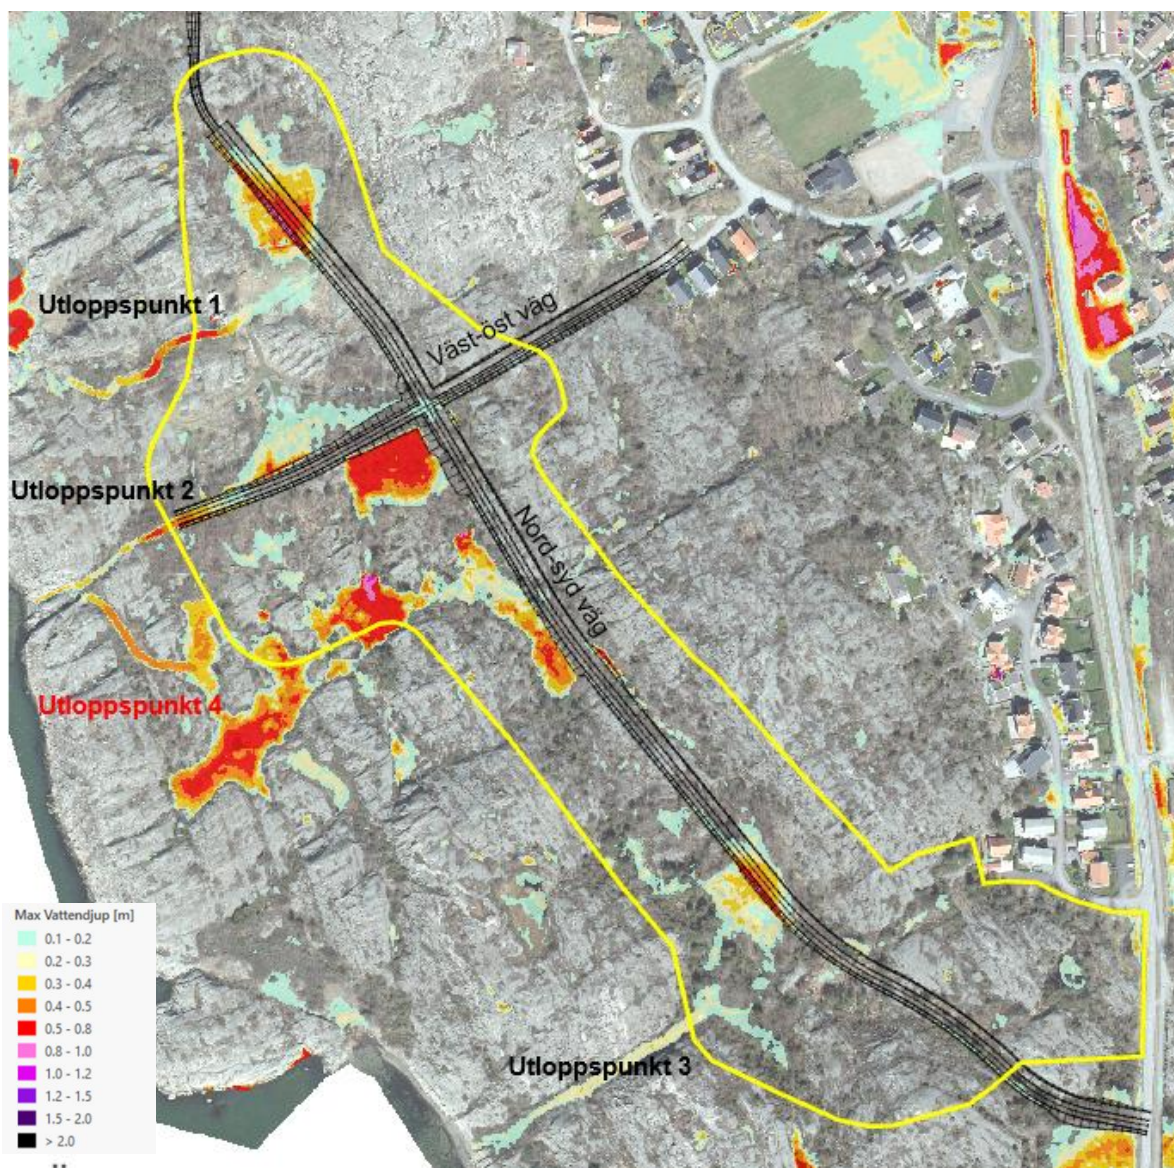 Utloppspunkt 1
Väst-öst väg
Utloppspunkt 2
Nord-syd väg
Utloppspunkt 4
Utloppspunkt 3
Max Vattendjup [m]
0.1 - 0.2
0.2 - 0.3
0.3 - 0.4
0.4 - 0.5
0.5 - 0.8
0.8 - 1.0
1.0 - 1.2
1.2 - 1.5
1.5 - 2.0
> 2.0